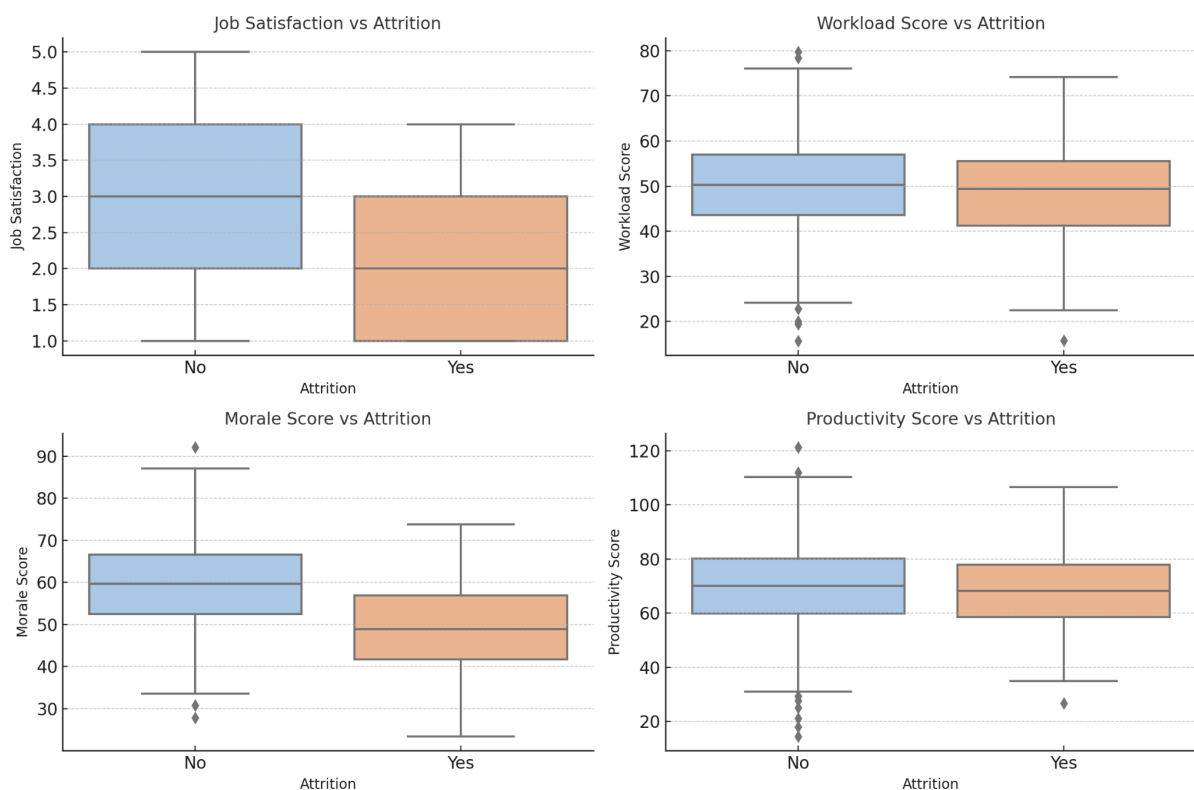 Job Satisfaction vs Attrition
Job Satisfaction
5.0
4.5
4.0
3.5
3.0
2.5
2.0
1.5
1.0
No
Yes
Attrition
Workload Score vs Attrition
Workload Score
80
70
60
50
40
30
20
No
Yes
Attrition
Morale Score vs Attrition
Morale Score
90
80
70
60
50
40
30
No
Yes
Attrition
Productivity Score vs Attrition
Productivity Score
120
100
80
60
40
20
No
Yes
Attrition